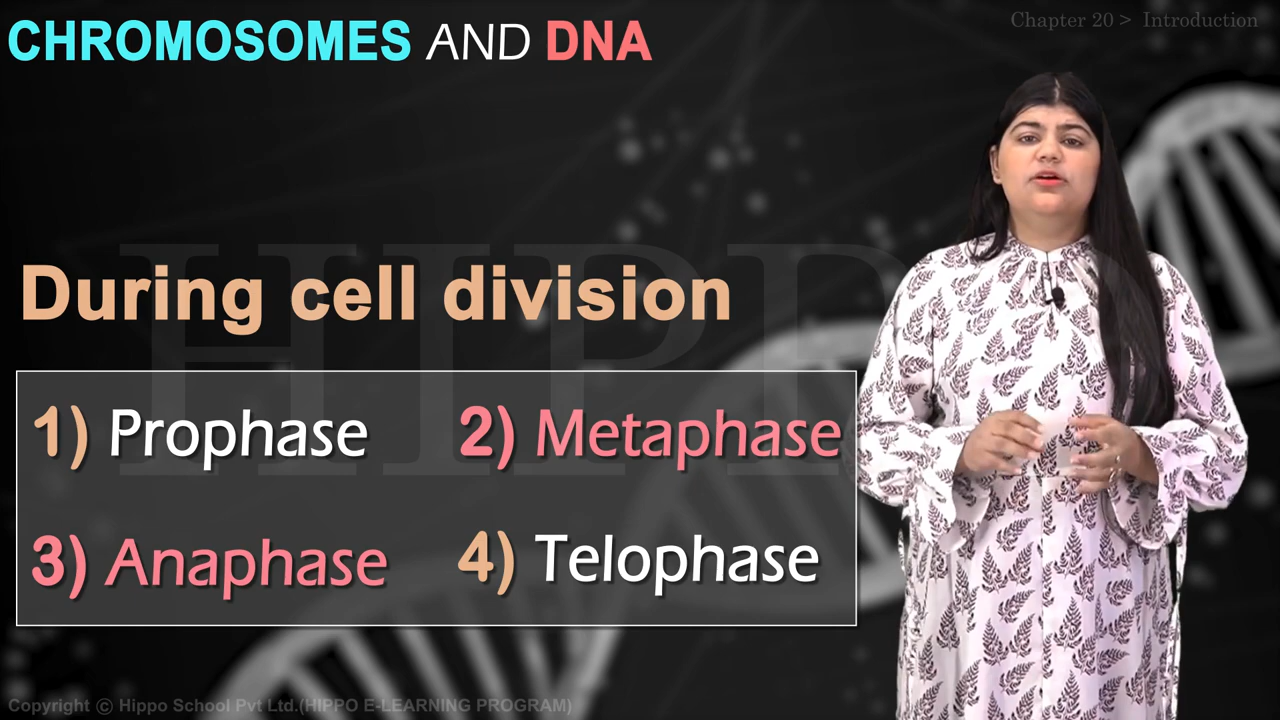 CHROMOSOMES AND DNA
Chapter 20 > Introduction
During cell division
1) Prophase 2) Metaphase
3) Anaphase 4) Telophase
HIPP
Copyright © Hippo School Pvt Ltd.(HIPPO E-LEARNING PROGRAM)